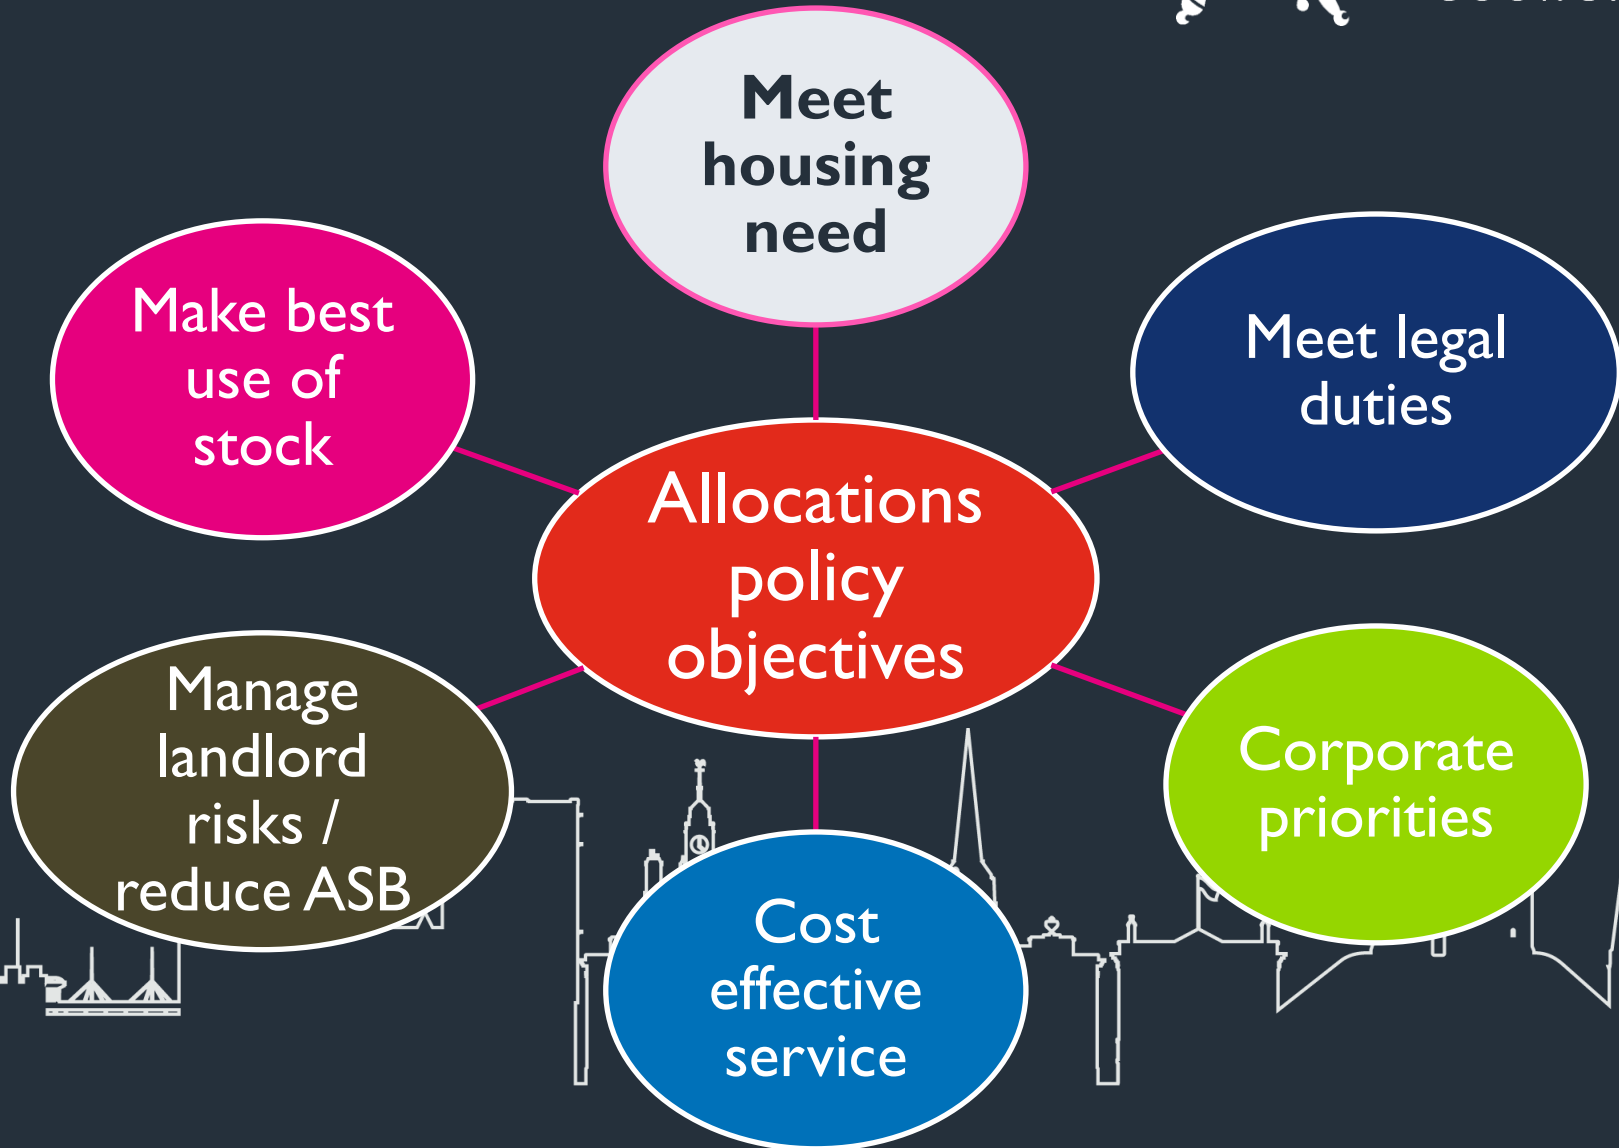 Meet
housing
need
Make best
use of
stock
Meet legal
duties
Allocations
policy
objectives
Manage
landlord
risks /
reduce ASB
Corporate
priorities
Cost
effective
service